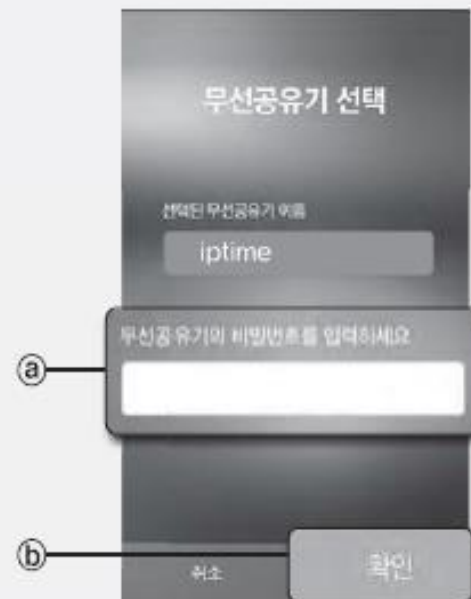 무선공유기 선택
선택된 무선공유기 이름
iptime
무선공유기의 비밀번호를 입력하세요
ⓐ
ⓑ
취소
확인